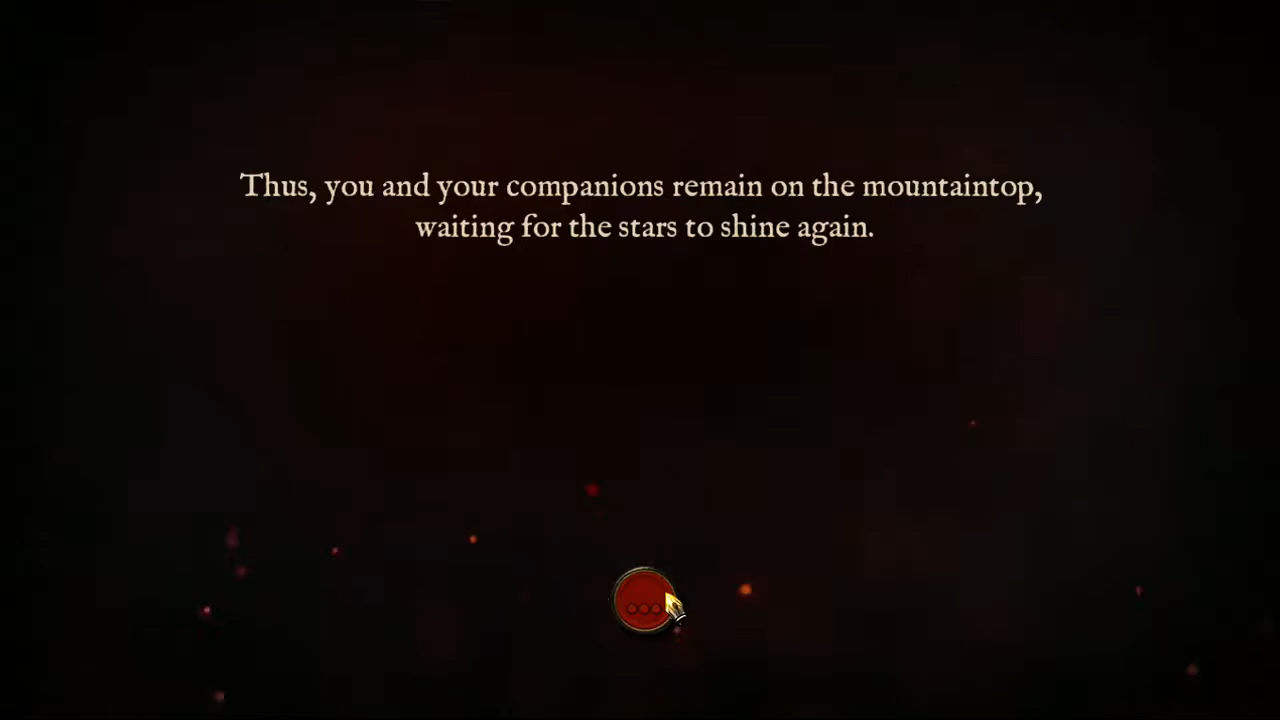 Thus, you and your companions remain on the mountaintop,
waiting for the stars to shine again.